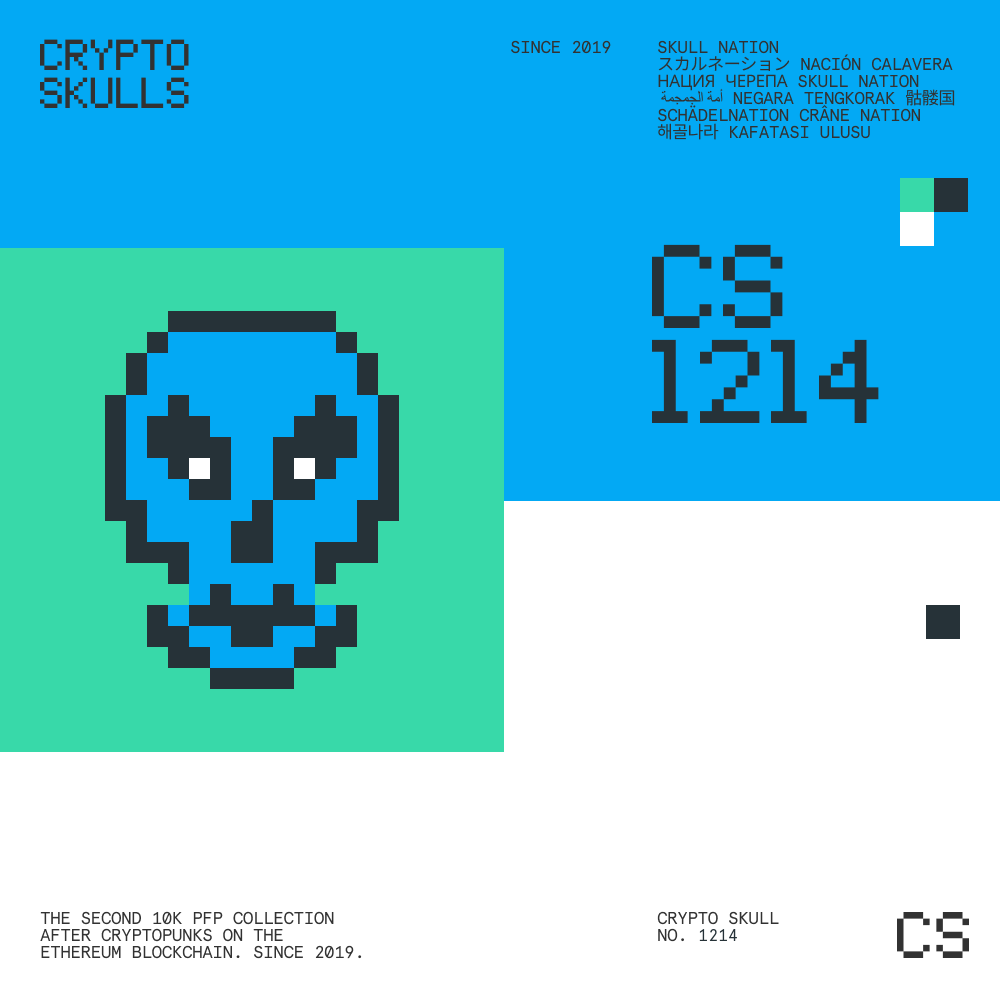 CRYPTO
SKULLS
SINCE 2019
SKULL NATION
スカルネーション NACIÓN CALAVERA
НАЦИЯ ЧЕРЕПА SKULL NATION
أمة الجمجمة NEGARA TENGKORAK 骷髅国
SCHÄDELNATION CRÂNE NATION
해골나라 KAFATASI ULUSU
CS
1214
THE SECOND 10K PFP COLLECTION
AFTER CRYPTOPUNKS ON THE
ETHEREUM BLOCKCHAIN. SINCE 2019.
CRYPTO SKULL
NO. 1214
CS